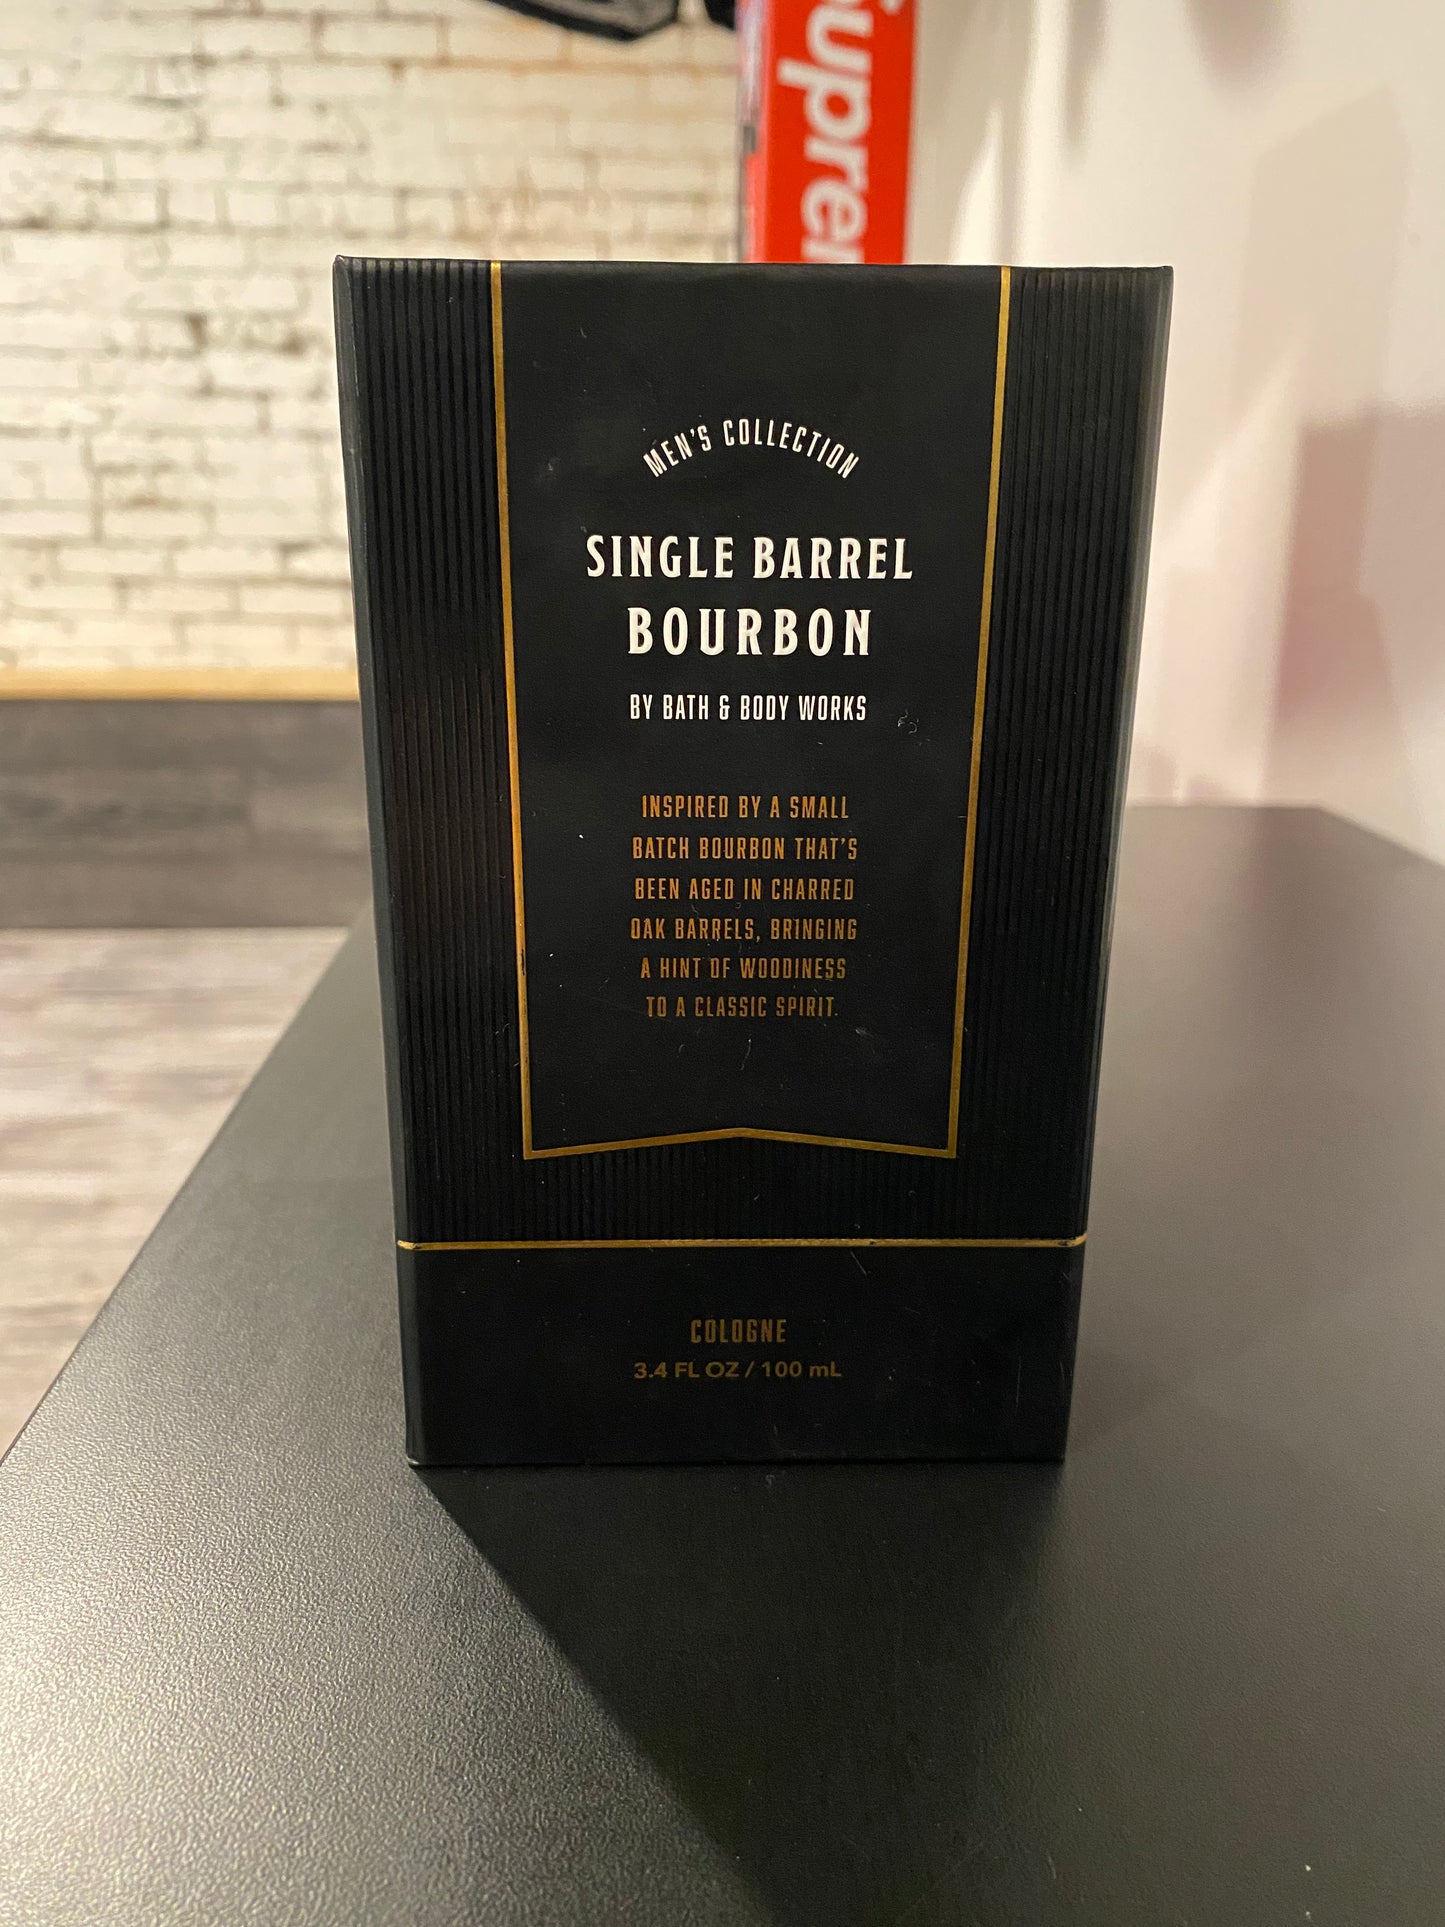 Suprem
MEN'S COLLECTION
SINGLE BARREL
BOURBON
BY BATH & BODY WORKS
INSPIRED BY A SMALL
BATCH BOURBON THAT'S
BEEN AGED IN CHARRED
OAK BARRELS, BRINGING
A HINT OF WOODINESS
TO A CLASSIC SPIRIT.
COLOGNE
3.4 FL OZ / 100 mL